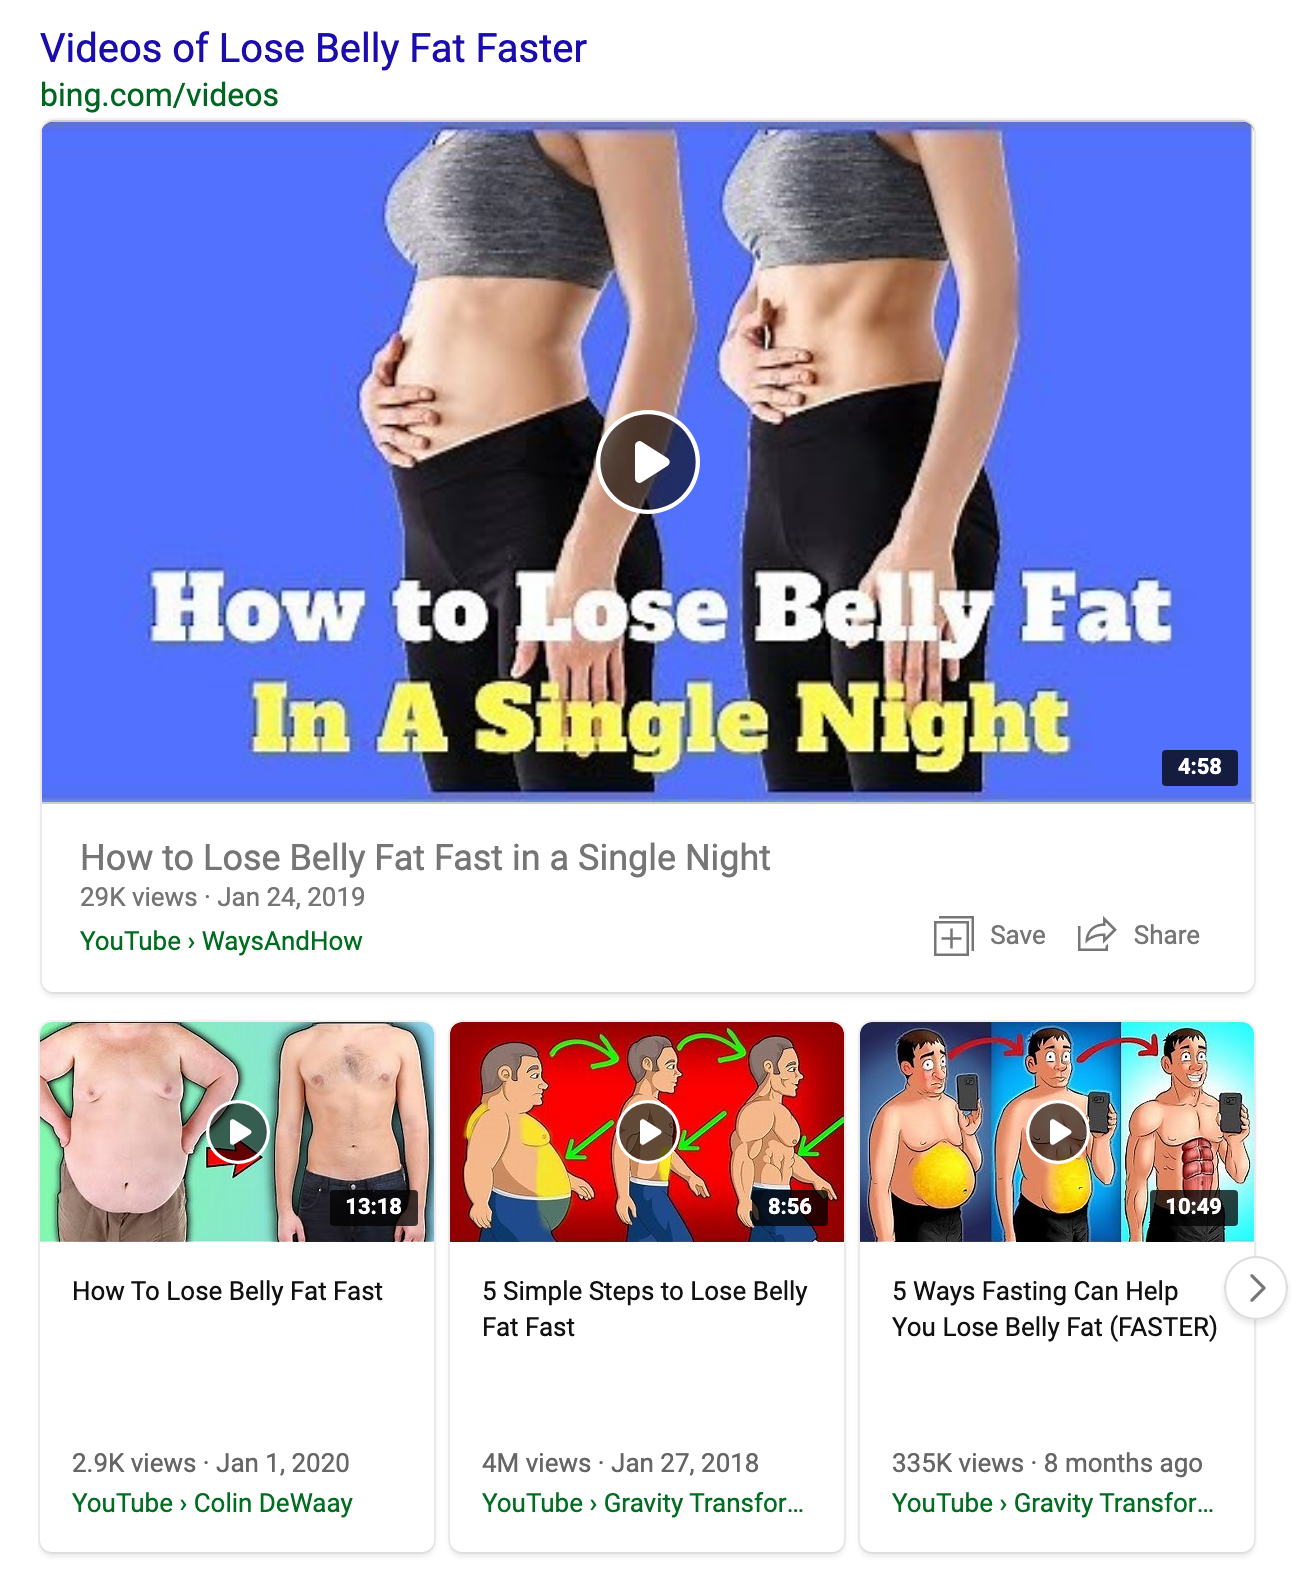 Videos of Lose Belly Fat Faster
bing.com/videos
How to Lose Belly Fat
In A Single Night
4:58
How to Lose Belly Fat Fast in a Single Night
29K views · Jan 24, 2019
YouTube › WaysAndHow
Save
Share
13:18
How To Lose Belly Fat Fast
2.9K views · Jan 1, 2020
YouTube › Colin DeWaay
8:56
5 Simple Steps to Lose Belly
Fat Fast
4M views · Jan 27, 2018
YouTube › Gravity Transfor...
10:49
5 Ways Fasting Can Help
You Lose Belly Fat (FASTER)
335K views · 8 months ago
YouTube › Gravity Transfor...